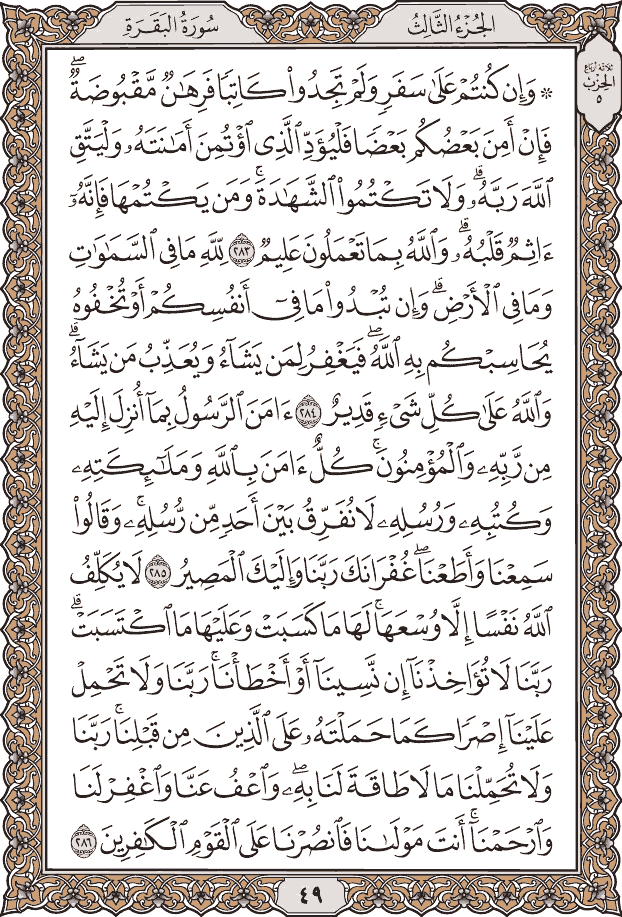 الجُزْءُ الثَّالِثُ
سُورَةُ البَقَرَةِ
ثلاثة أرباع
الحِزْب
٥
۞ وَإِن كُنتُمْ عَلَىٰ سَفَرٍ وَلَمْ تَجِدُوا۟ كَاتِبًا فَرِهَٰنٌ مَّقْبُوضَةٌ ۖ
فَإِنْ أَمِنَ بَعْضُكُم بَعْضًا فَلْيُؤَدِّ ٱلَّذِى ٱؤْتُمِنَ أَمَٰنَتَهُۥ وَلْيَتَّقِ
ٱللَّهَ رَبَّهُۥ ۗ وَلَا تَكْتُمُوا۟ ٱلشَّهَٰدَةَ ۚ وَمَن يَكْتُمْهَا فَإِنَّهُۥٓ
ءَاثِمٌ قَلْبُهُۥ ۗ وَٱللَّهُ بِمَا تَعْمَلُونَ عَلِيمٌ ٢٨٣ لِّلَّهِ مَا فِى ٱلسَّمَٰوَٰتِ
وَمَا فِى ٱلْأَرْضِ ۗ وَإِن تُبْدُوا۟ مَا فِىٓ أَنفُسِكُمْ أَوْ تُخْفُوهُ
يُحَاسِبْكُم بِهِ ٱللَّهُ ۖ فَيَغْفِرُ لِمَن يَشَآءُ وَيُعَذِّبُ مَن يَشَآءُ ۗ
وَٱللَّهُ عَلَىٰ كُلِّ شَىْءٍ قَدِيرٌ ٢٨٤ ءَامَنَ ٱلرَّسُولُ بِمَآ أُنزِلَ إِلَيْهِ
مِن رَّبِّهِۦ وَٱلْمُؤْمِنُونَ ۚ كُلٌّ ءَامَنَ بِٱللَّهِ وَمَلَٰٓئِكَتِهِۦ
وَكُتُبِهِۦ وَرُسُلِهِۦ لَا نُفَرِّقُ بَيْنَ أَحَدٍ مِّن رُّسُلِهِۦ ۚ وَقَالُوا۟
سَمِعْنَا وَأَطَعْنَا ۖ غُفْرَانَكَ رَبَّنَا وَإِلَيْكَ ٱلْمَصِيرُ ٢٨٥ لَا يُكَلِّفُ
ٱللَّهُ نَفْسًا إِلَّا وُسْعَهَا ۚ لَهَا مَا كَسَبَتْ وَعَلَيْهَا مَا ٱكْتَسَبَتْ ۗ
رَبَّنَا لَا تُؤَاخِذْنَآ إِن نَّسِينَآ أَوْ أَخْطَأْنَا ۚ رَبَّنَا وَلَا تَحْمِلْ
عَلَيْنَآ إِصْرًا كَمَا حَمَلْتَهُۥ عَلَى ٱلَّذِينَ مِن قَبْلِنَا ۚ رَبَّنَا
وَلَا تُحَمِّلْنَا مَا لَا طَاقَةَ لَنَا بِهِۦ ۖ وَٱعْفُ عَنَّا وَٱغْفِرْ لَنَا
وَٱرْحَمْنَآ ۚ أَنتَ مَوْلَىٰنَا فَٱنصُرْنَا عَلَى ٱلْقَوْمِ ٱلْكَٰفِرِينَ ٢٨٦
٤٩